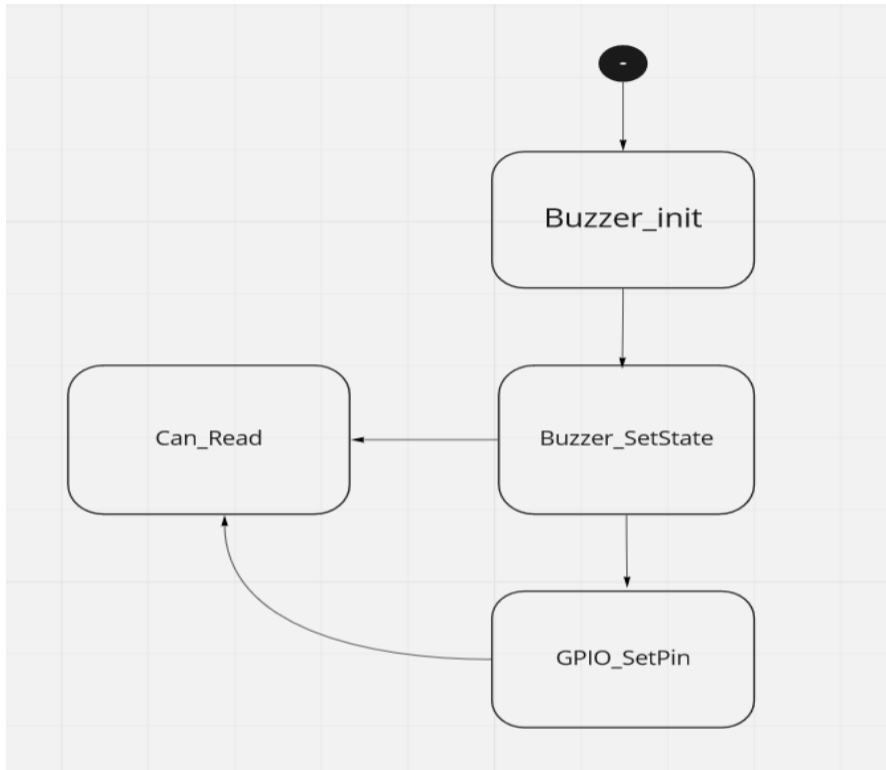 -
Buzzer_init
Can_Read
Buzzer_SetState
GPIO_SetPin